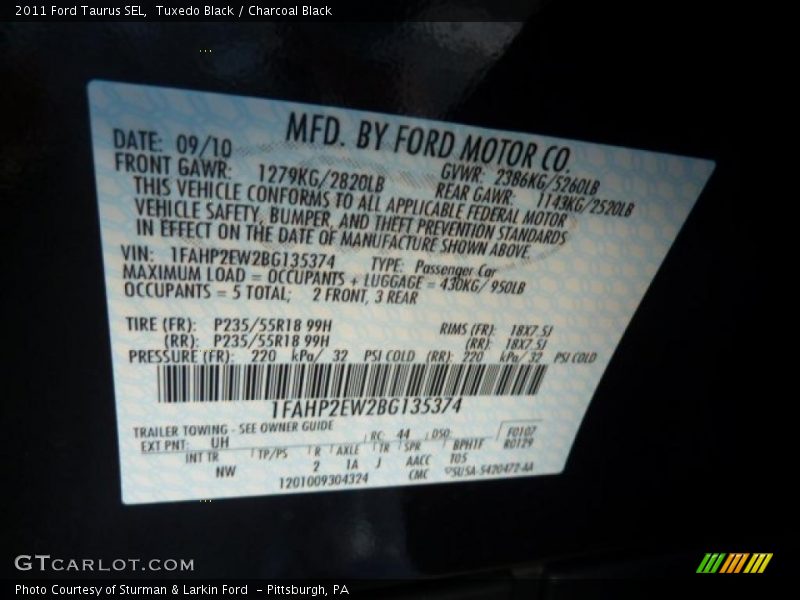 2011 Ford Taurus SEL, Tuxedo Black / Charcoal Black
MFD. BY FORD MOTOR CO.
DATE: 09/10
GVWR: 2386KG/5260LB
FRONT GAWR: 1279KG/2820LB
REAR GAWR: 1143KG/2520LB
THIS VEHICLE CONFORMS TO ALL APPLICABLE FEDERAL MOTOR
VEHICLE SAFETY, BUMPER, AND THEFT PREVENTION STANDARDS
IN EFFECT ON THE DATE OF MANUFACTURE SHOWN ABOVE.
VIN: 1FAHP2EW2BG135374 TYPE: Passenger Car
MAXIMUM LOAD = OCCUPANTS + LUGGAGE = 430KG/950LB
OCCUPANTS = 5 TOTAL; 2 FRONT, 3 REAR
TIRE (FR): P235/55R18 99H RIMS (FR): 18X7.5J
(RR): P235/55R18 99H (RR): 18X7.5J
PRESSURE (FR): 220 kPa/ 32 PSI COLD (RR): 220 kPa/ 32 PSI COLD
1FAHP2EW2BG135374
TRAILER TOWING - SEE OWNER GUIDE
EXT PNT: UH RC: 44 DSO: F0107
R0129
INT TR TP/PS R AXLE TR SPR BPHTF
NW 2 1A J AACC T05
1201009304324 CMC
GTCARLOT.COM
Photo Courtesy of Sturman & Larkin Ford - Pittsburgh, PA